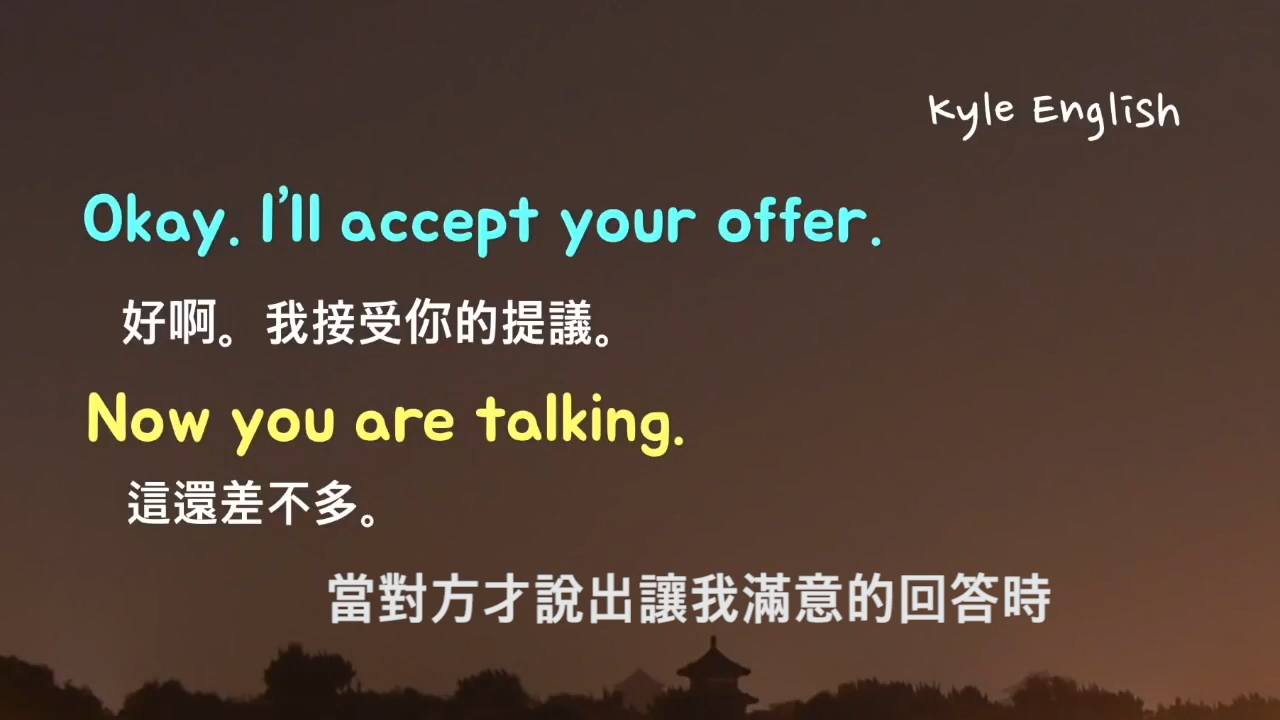 Kyle English
Okay. I'll accept your offer.
好啊。我接受你的提議。
Now you are talking.
這還差不多。
當對方才說出讓我滿意的回答時